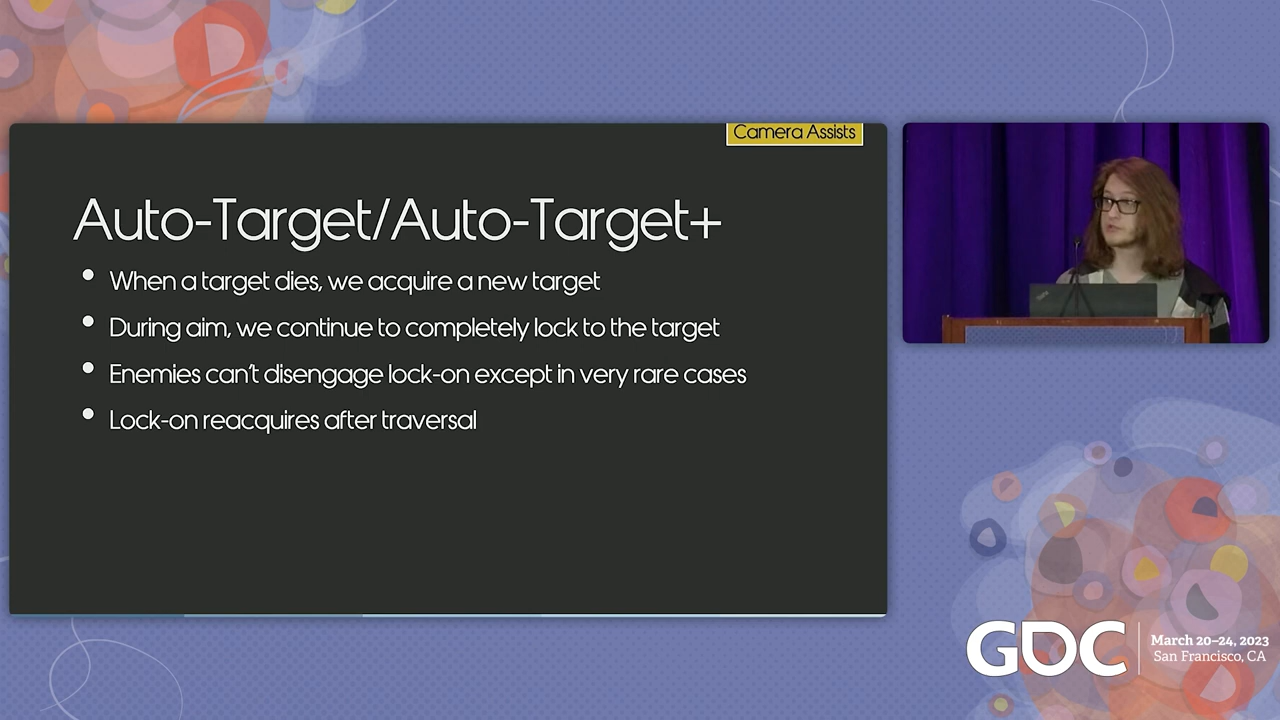 Camera Assists
Auto-Target/Auto-Target+
• When a target dies, we acquire a new target
• During aim, we continue to completely lock to the target
• Enemies can't disengage lock-on except in very rare cases
• Lock-on reacquires after traversal
GDC
March 20–24, 2023
San Francisco, CA